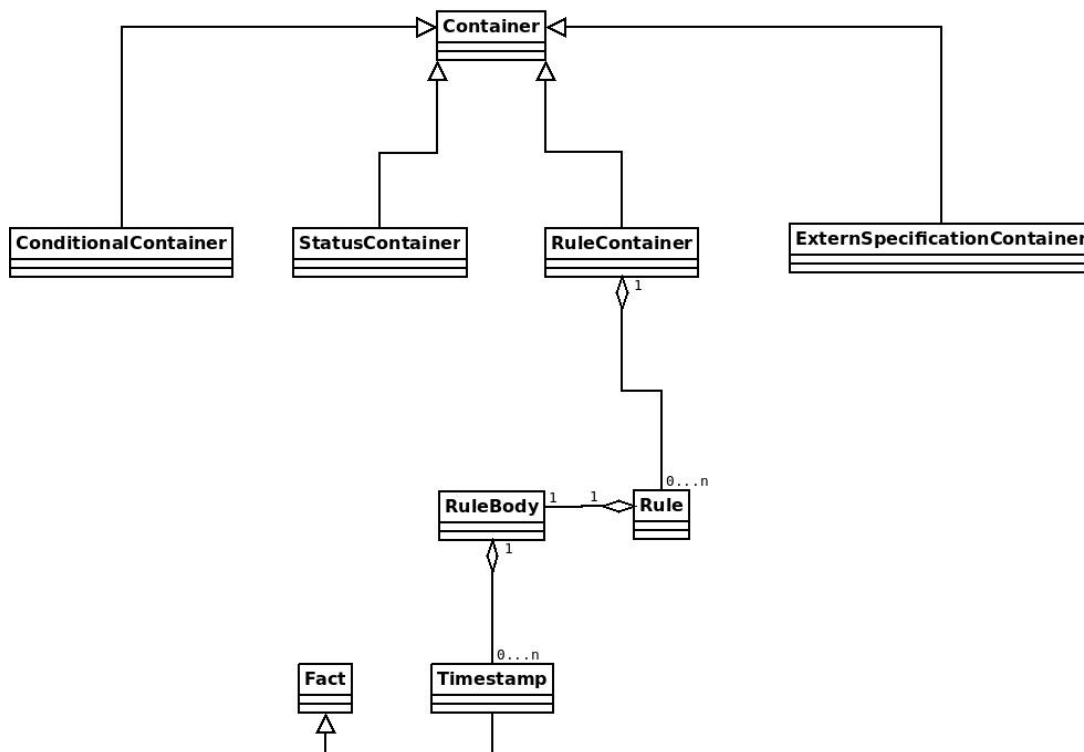 Container
ConditionalContainer
StatusContainer
RuleContainer
ExternSpecificationContainer
1
0...n
RuleBody
1
1
Rule
1
0...n
Fact
Timestamp